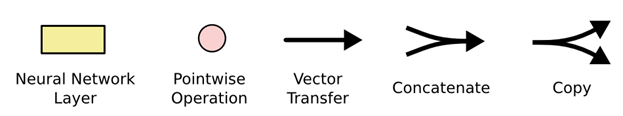 Neural Network
Layer
Pointwise
Operation
Vector
Transfer
Concatenate
Copy